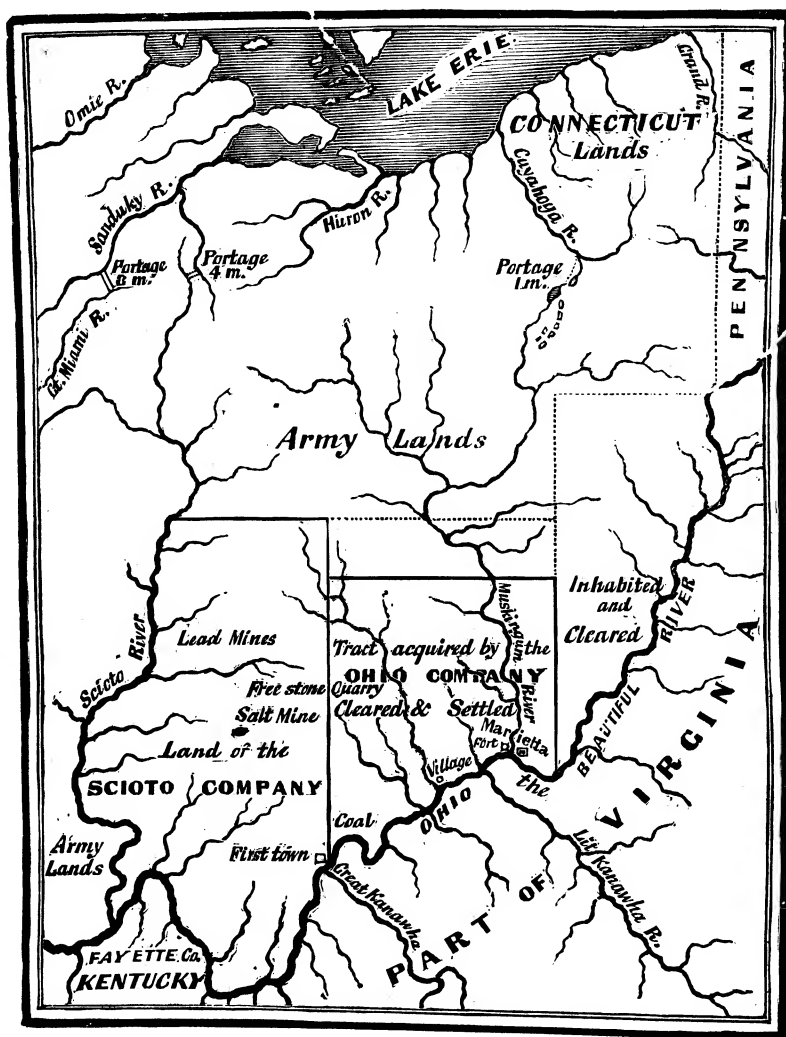 Omie R.
LAKE ERIE.
Grand R.
CONNECTICUT
Lands
PENNSYLVANIA
Sanduky R.
Huron R.
Cuyahoya R.
Portage
8 m.
Portage
4 m.
Portage
1 m.
Gt. Miami R.
Army Lands
Scioto River
Lead Mines
Muskingum River
Inhabited
and
Cleared
Tract acquired by the
OHIO COMPANY
Cleared & Settled
Free stone Quarry
Salt Mine
Land of the
SCIOTO COMPANY
Marietta
Fort
Village
OHIO the BEAUTIFUL RIVER
PART OF VIRGINIA
Coal
Army
Lands
First town
Great Kanawha
Lit. Kanawha R.
FAYETTE Co.
KENTUCKY